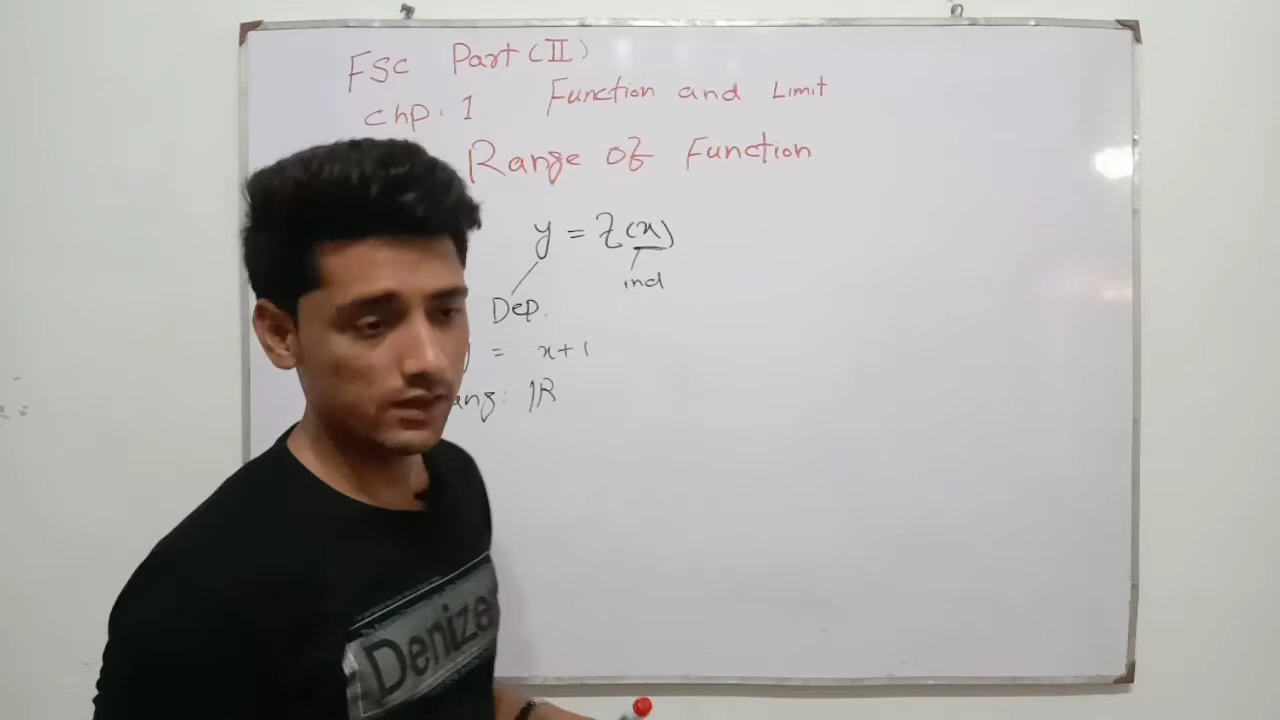 FSc Part (II)
chp. 1 Function and Limit
Range of Function
y = f(x)
ind
Dep.
= x+1
ang: IR
Denize